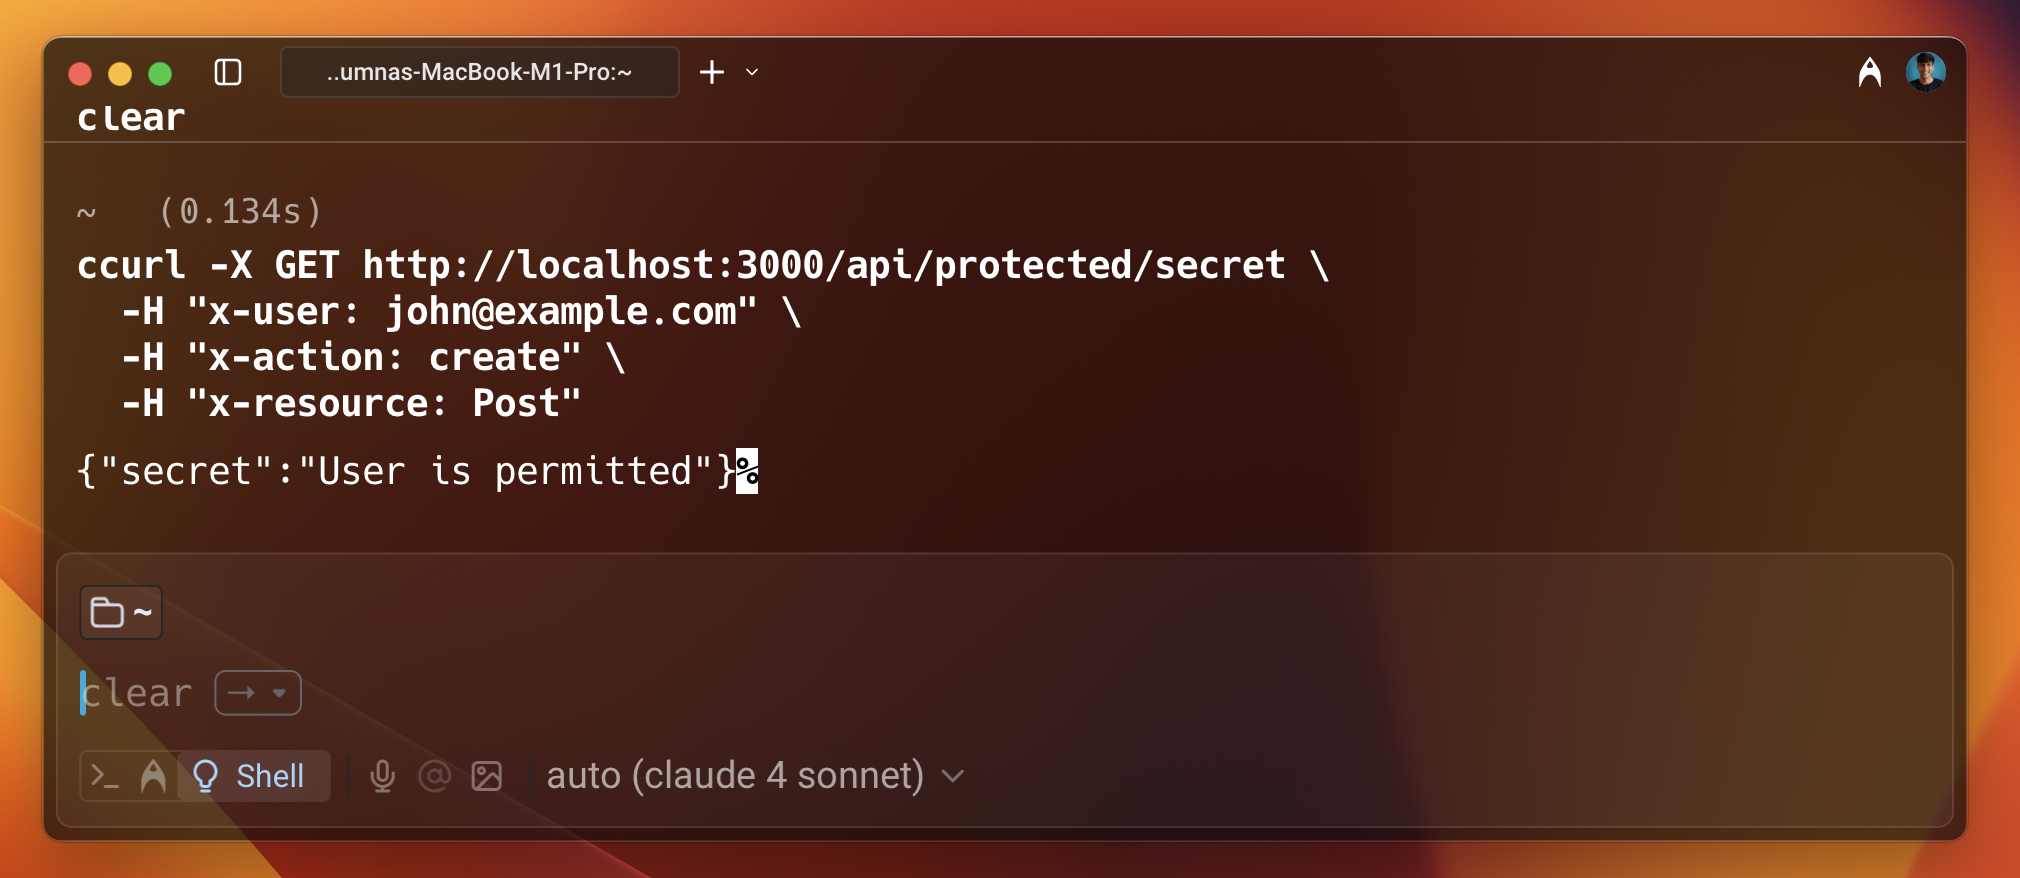 ..umnas-MacBook-M1-Pro:~
clear
~ (0.134s)
ccurl -X GET http://localhost:3000/api/protected/secret \
-H "x-user: john@example.com" \
-H "x-action: create" \
-H "x-resource: Post"
{"secret":"User is permitted"}%
~
clear
Shell
auto (claude 4 sonnet)